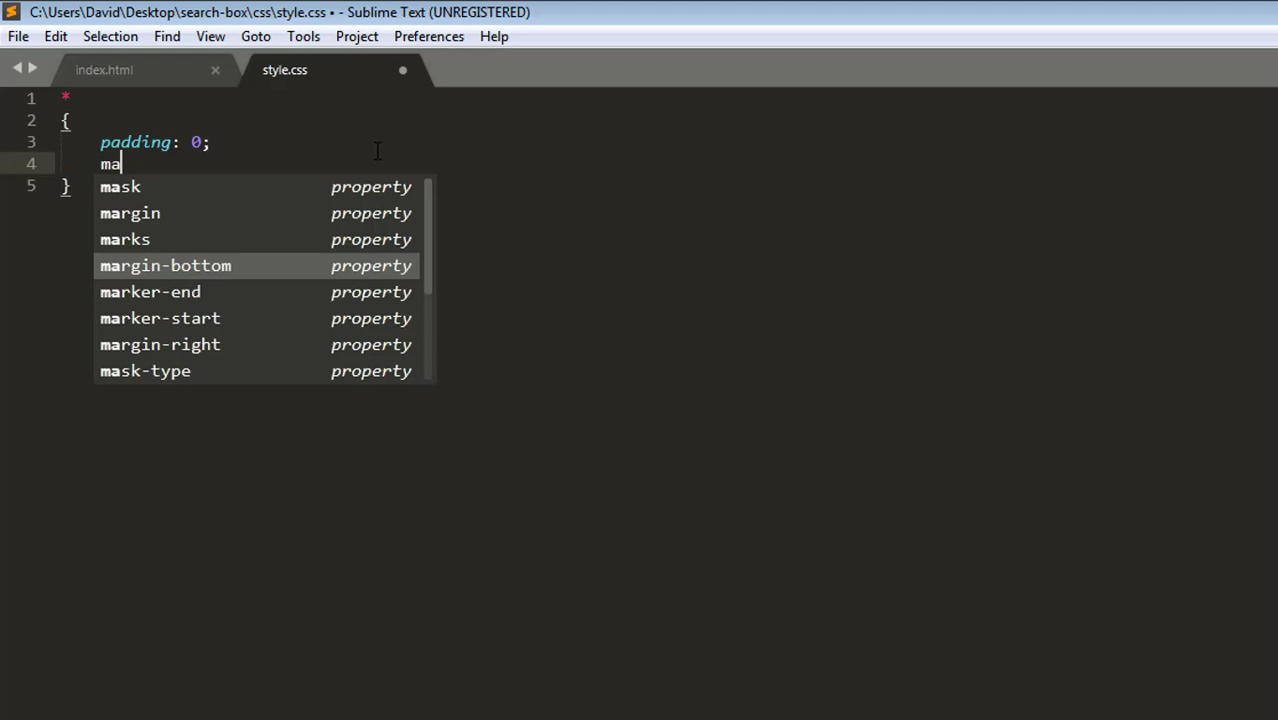 C:\Users\David\Desktop\search-box\css\style.css • - Sublime Text (UNREGISTERED)
File Edit Selection Find View Goto Tools Project Preferences Help
index.html × style.css
1 *
2 {
3 padding: 0;
4 ma
5 }
mask property
margin property
marks property
margin-bottom property
marker-end property
marker-start property
margin-right property
mask-type property